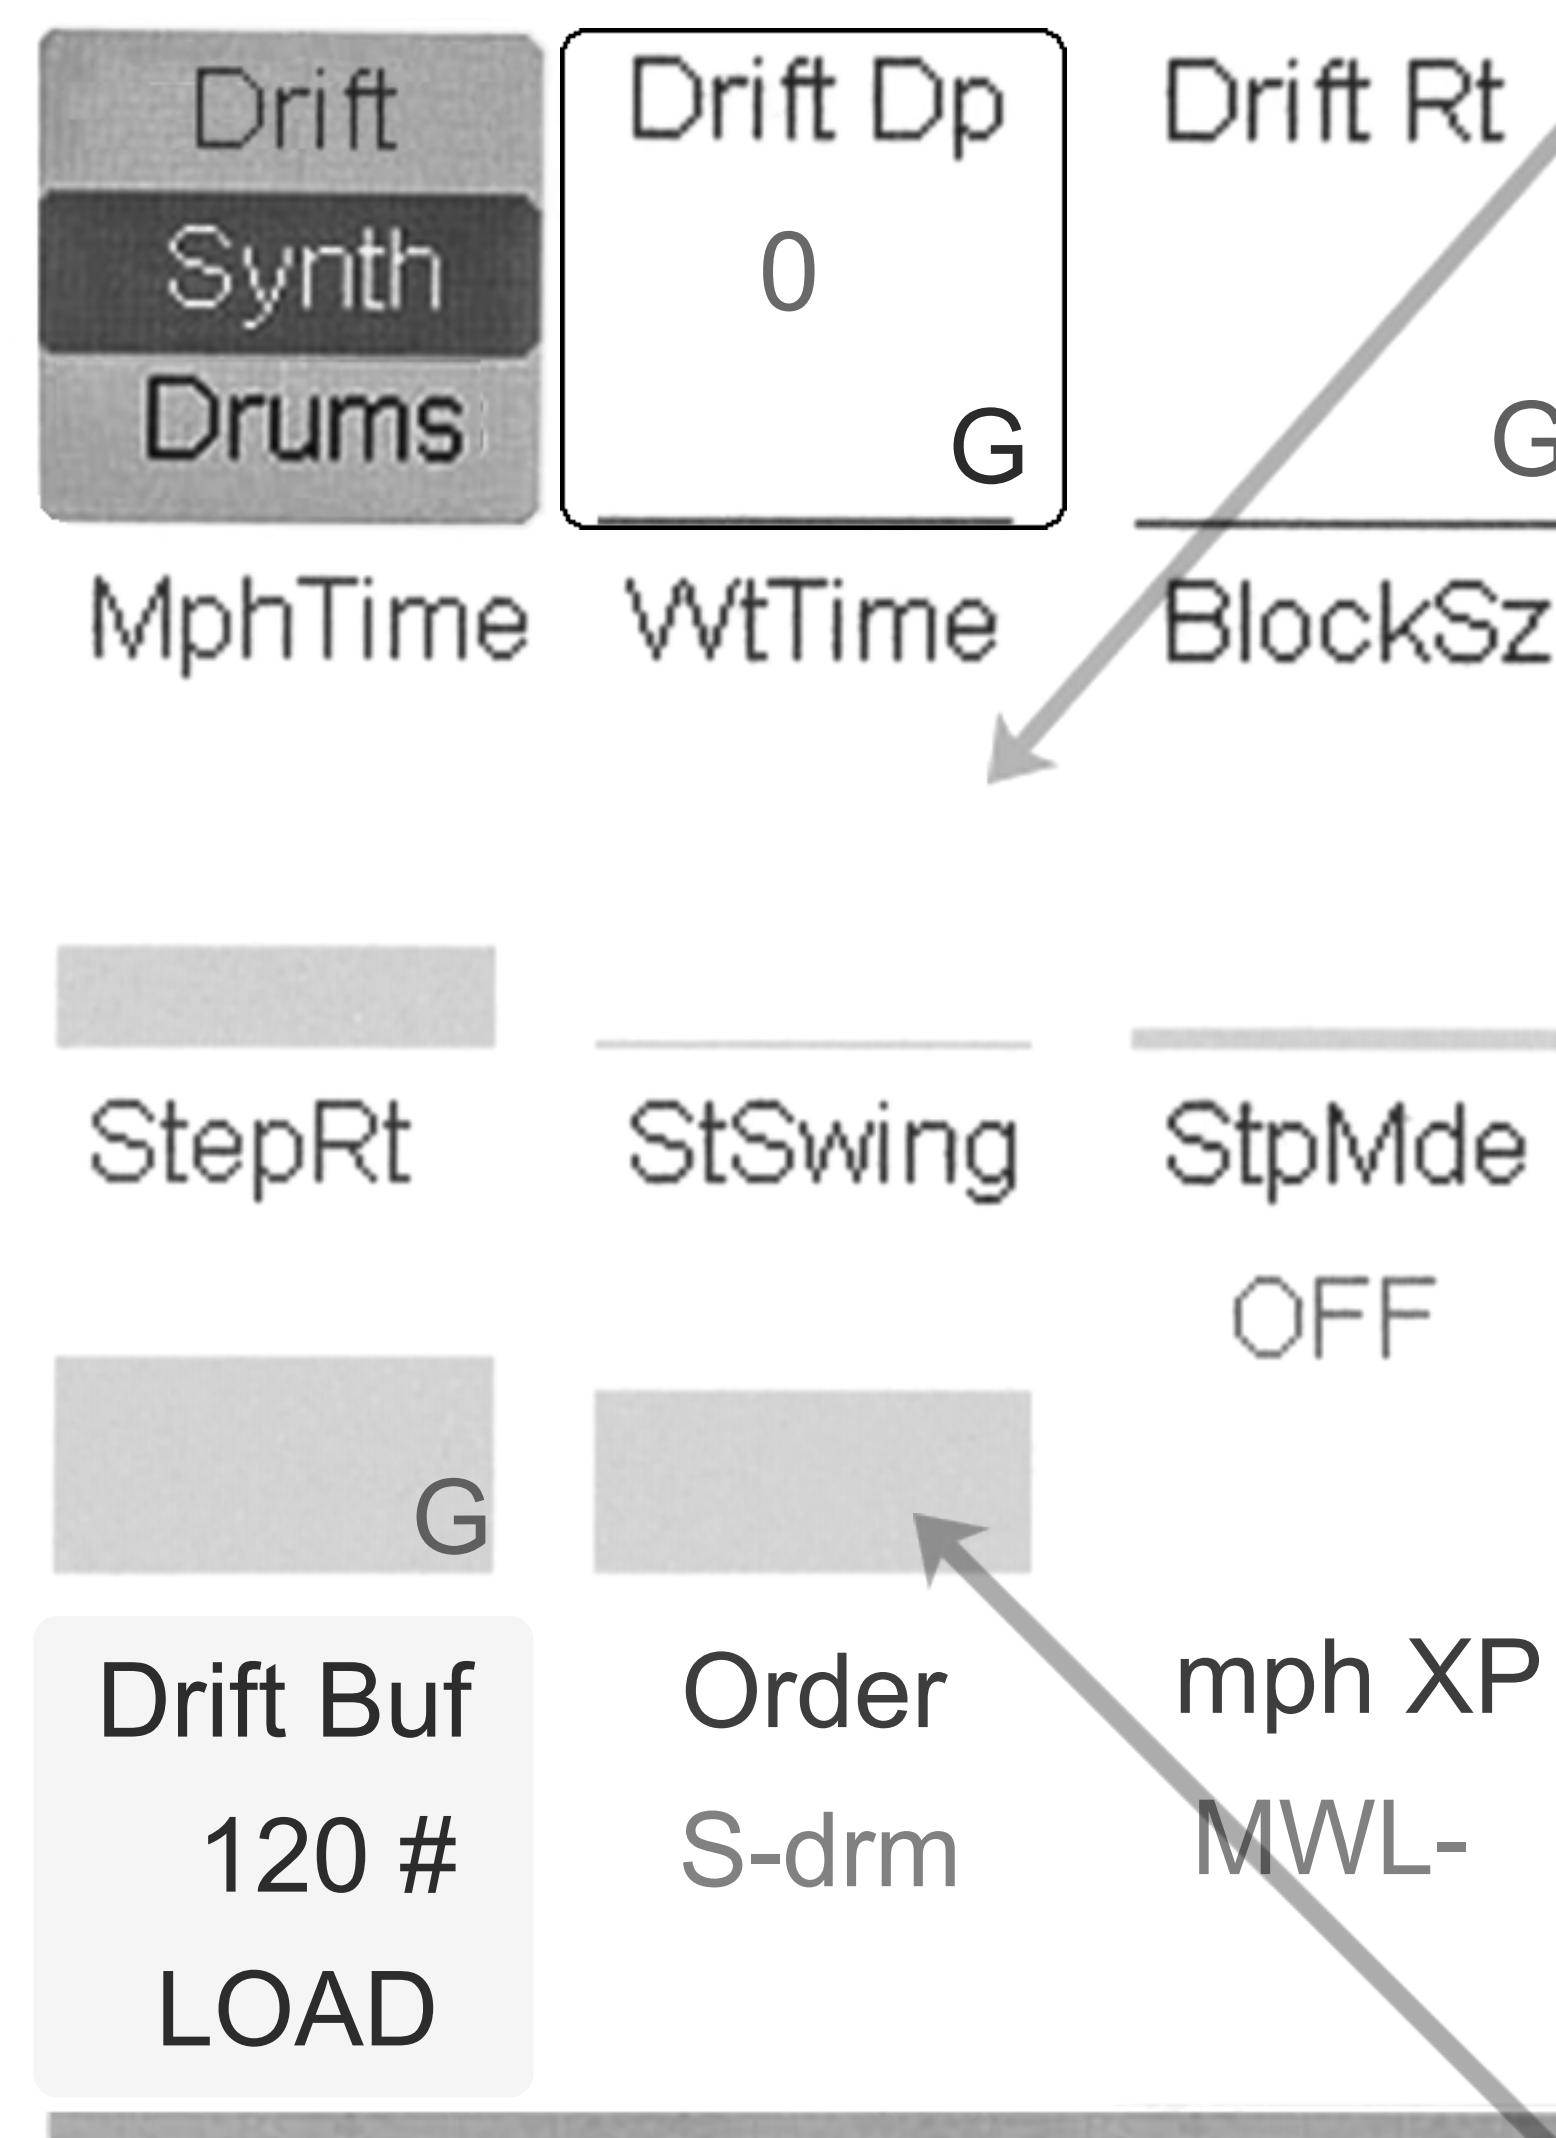 Drift
Synth
Drums
Drift Dp
0
G
Drift Rt
G
MphTime
WtTime
BlockSz
StepRt
G
StSwing
StpMde
OFF
Drift Buf
120 #
LOAD
Order
S-drm
mph XP
MWL-